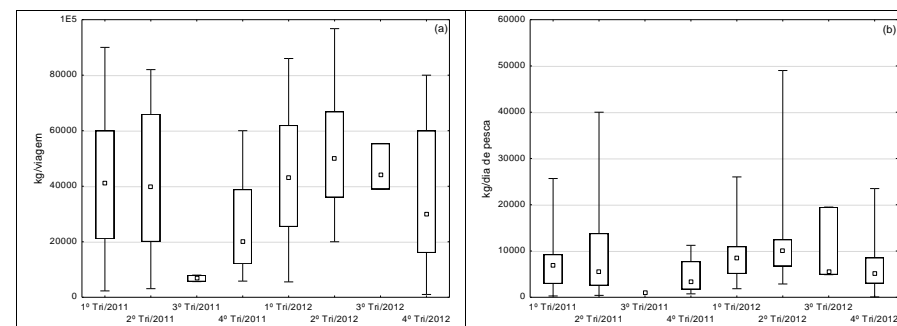 (a)
kg/viagem
1E5
80000
60000
40000
20000
0
1º Tri/2011
2º Tri/2011
3º Tri/2011
4º Tri/2011
1º Tri/2012
2º Tri/2012
3º Tri/2012
4º Tri/2012
(b)
kg/dia de pesca
60000
50000
40000
30000
20000
10000
0
1º Tri/2011
2º Tri/2011
3º Tri/2011
4º Tri/2011
1º Tri/2012
2º Tri/2012
3º Tri/2012
4º Tri/2012